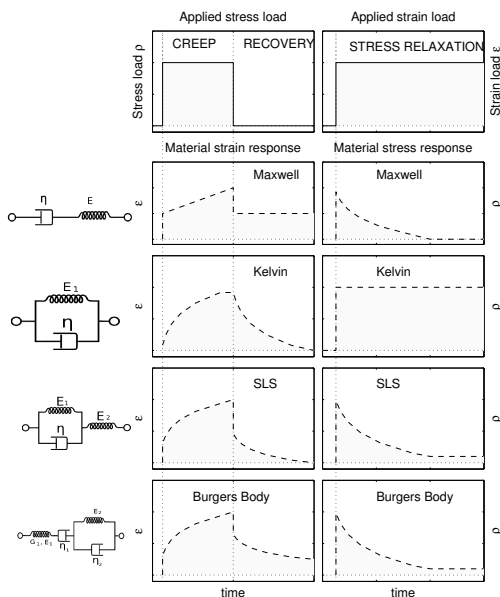 Applied stress load
Applied strain load
Stress load ρ
CREEP
RECOVERY
STRESS RELAXATION
Strain load ε
Material strain response
Material stress response
η
E
ε
Maxwell
Maxwell
ρ
E1
η
ε
Kelvin
Kelvin
ρ
E1
η
E2
ε
SLS
SLS
ρ
G1, E1
η1
E2
η2
ε
Burgers Body
Burgers Body
ρ
time
time